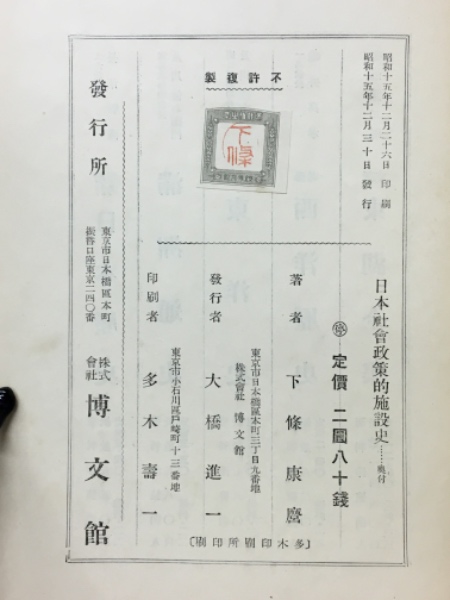 昭和十五年十二月二十六日　印刷
昭和十五年十二月三十日　發行
不許複製
下條
日本社會政策的施設史……奧付
停　定價　二圓八十錢
著者　下條康麿
東京市日本橋區本町三丁目九番地
株式會社　博文館
發行者　大橋進一
東京市小石川區戶崎町十三番地
印刷者　多木壽一
發行所
東京市日本橋區本町
振替口座東京二四〇番
株式會社　博文館
〔多木印刷所印刷〕